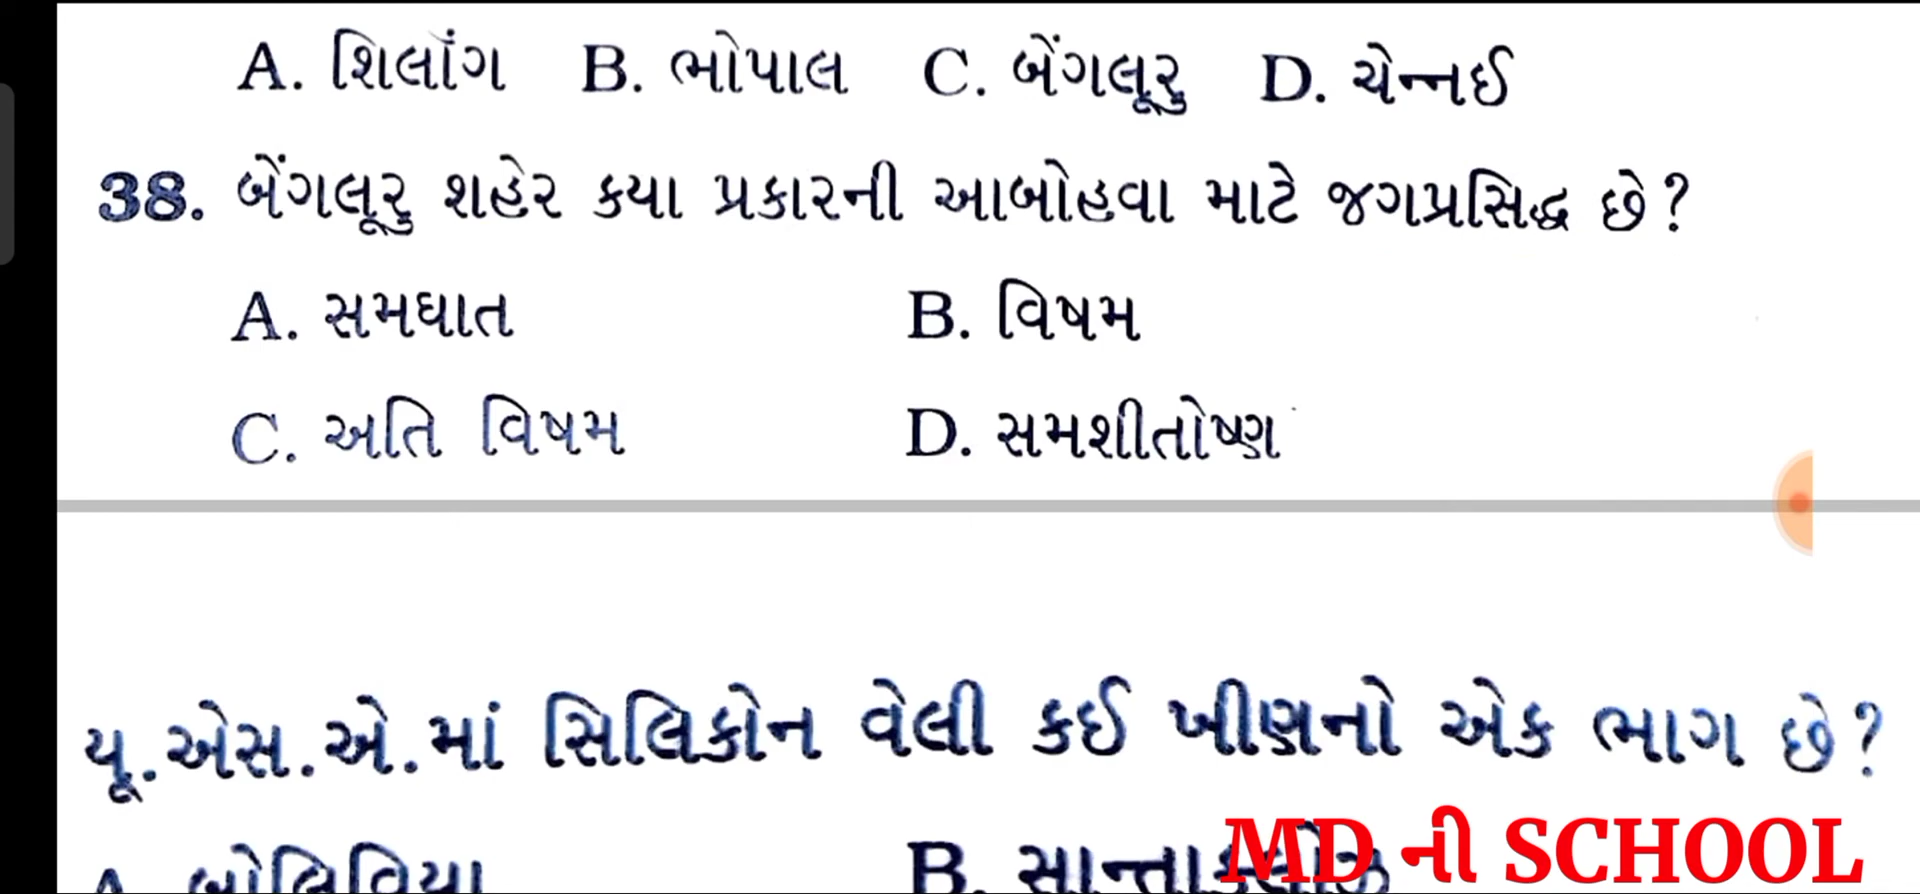 A. શિલૉંગ B. ભોપાલ C. બેંગલૂરુ D. ચેન્નઈ
38. બેંગલૂરુ શહેર કયા પ્રકારની આબોહવા માટે જગપ્રસિદ્ધ છે?
A. સમઘાત B. વિષમ
C. અતિ વિષમ D. સમશીતોષ્ણ
યૂ.એસ.એ.માં સિલિકોન વેલી કઈ ખીણનો એક ભાગ છે?
A. બોલિવિયા B.
MD ની SCHOOL